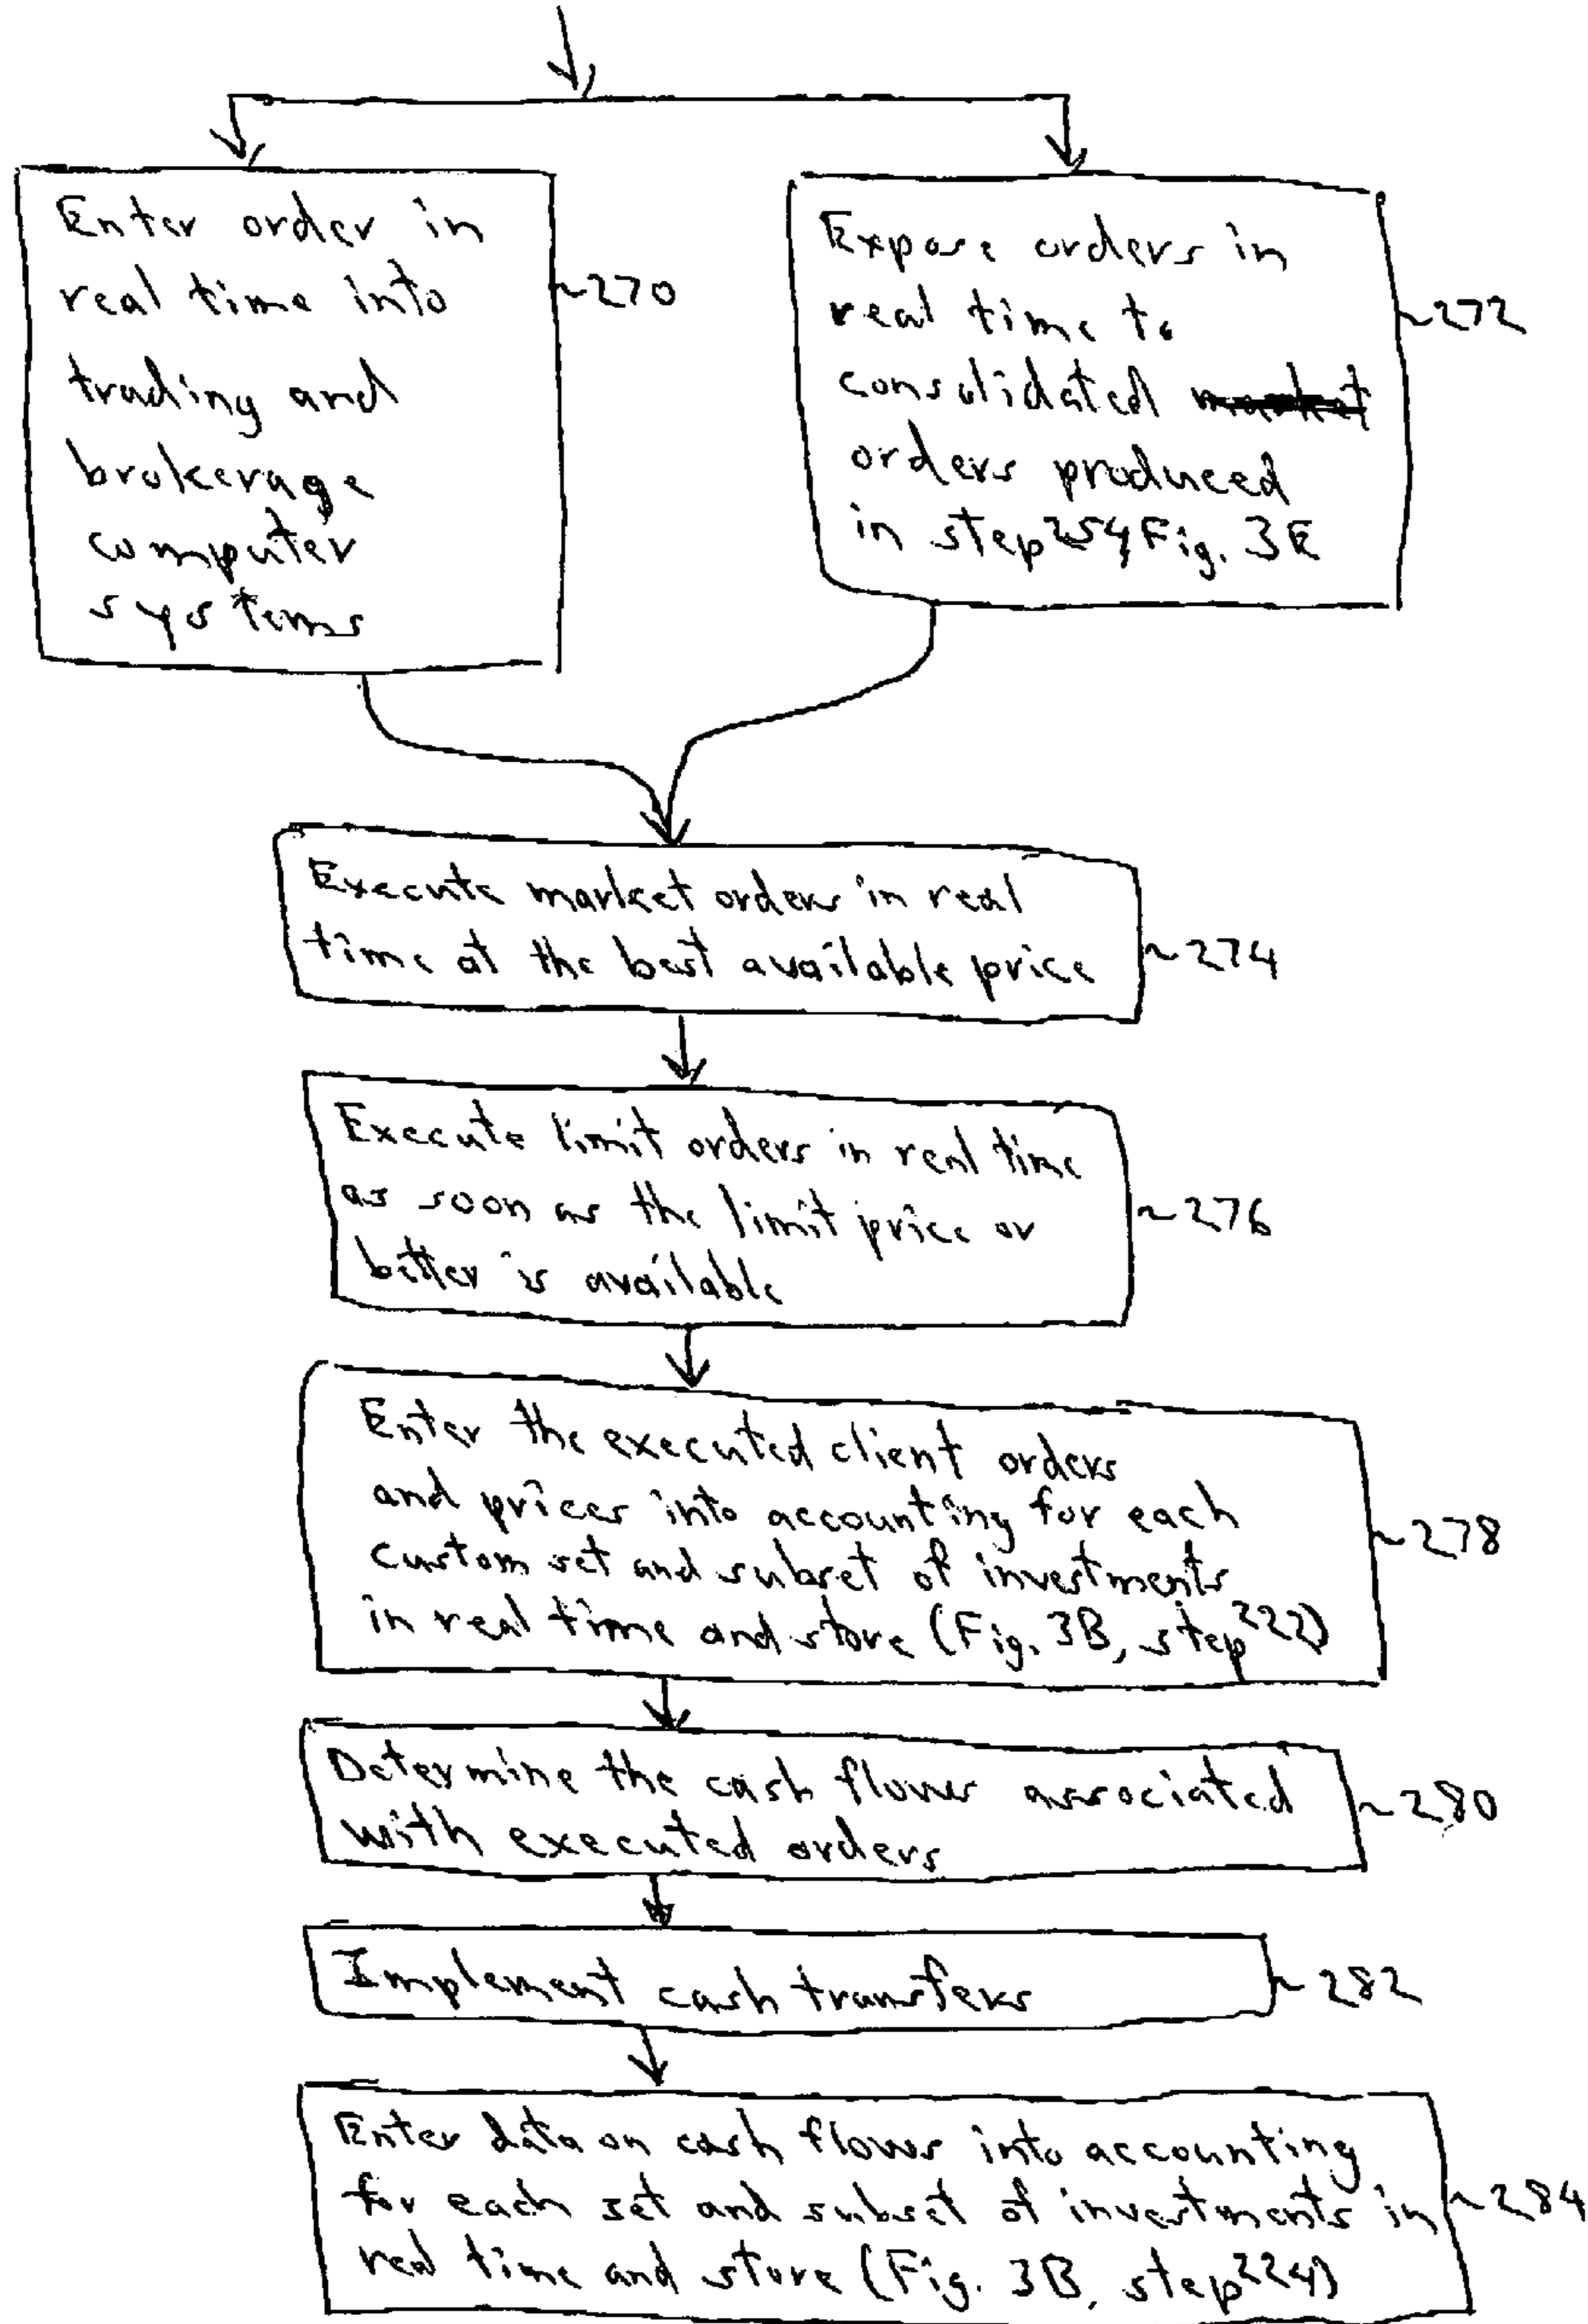 Enter order in
real time into
trading and
brokerage
computer
systems
~270
Expose orders in
real time to
consolidated market
orders produced
in step 254, Fig. 3E
~272
Execute market orders in real
time at the best available price
~274
Execute limit orders in real time
as soon as the limit price or
better is available
~276
Enter the executed client orders
and prices into accounting for each
custom set and subset of investments
in real time and store (Fig. 3B, step 222)
~278
Determine the cash flows associated
with executed orders
~280
Implement cash transfers
~282
Enter data on cash flows into accounting
for each set and subset of investments in
real time and store (Fig. 3B, step 224)
~284